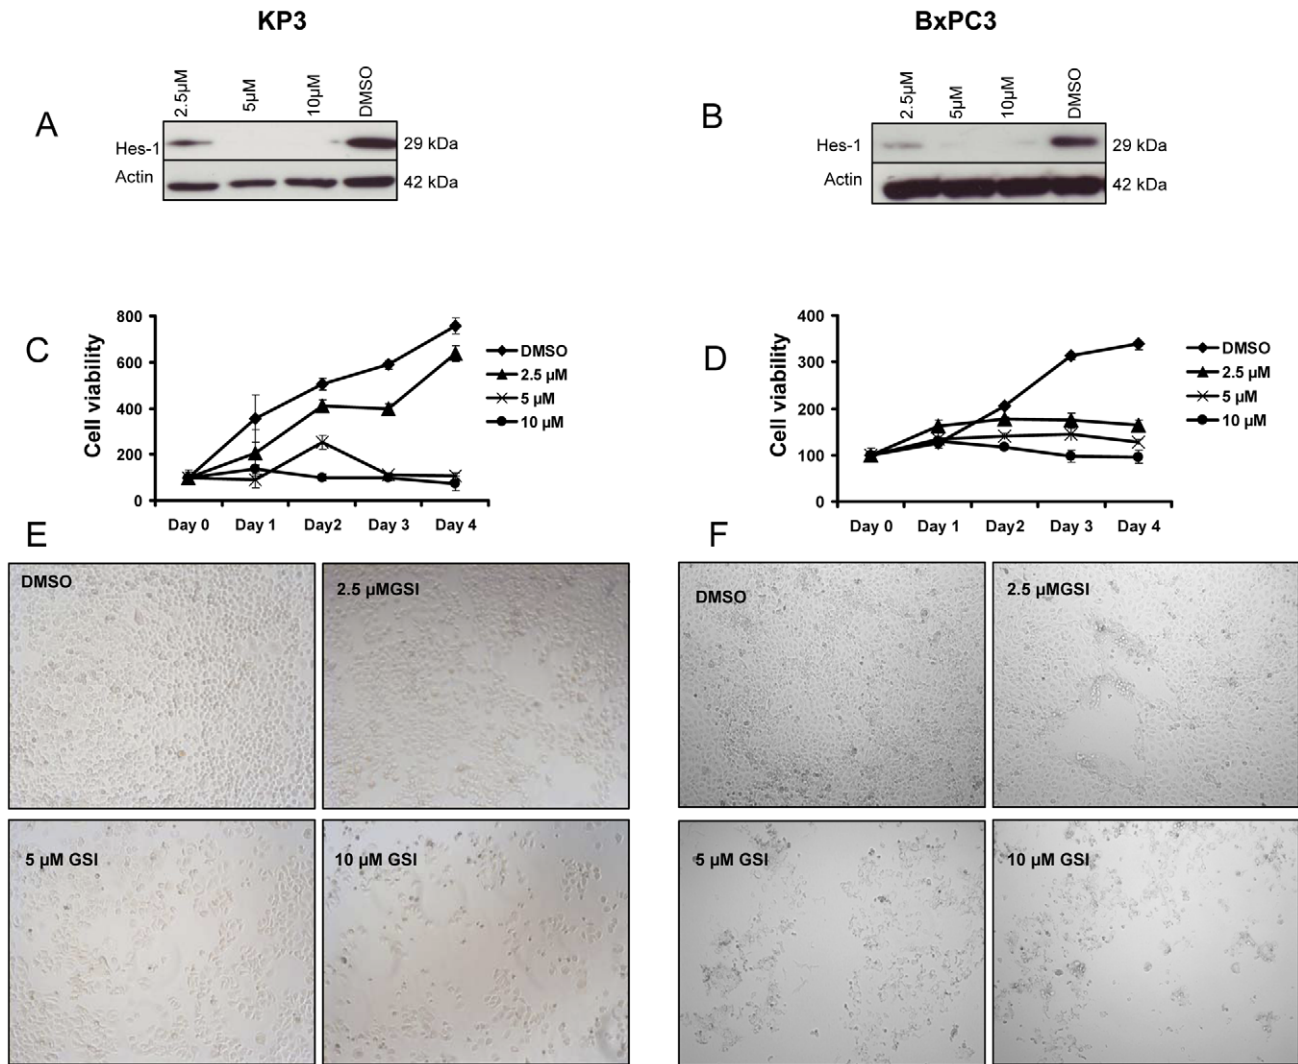 KP3
BxPC3
A
2.5µM
5µM
10µM
DMSO
Hes-1
29 kDa
Actin
42 kDa
B
2.5µM
5µM
10µM
DMSO
Hes-1
29 kDa
Actin
42 kDa
C
Cell viability
800
600
400
200
0
Day 0 Day 1 Day2 Day 3 Day 4
DMSO
2.5 µM
5 µM
10 µM
D
Cell viability
400
300
200
100
0
Day 0 Day 1 Day2 Day 3 Day 4
DMSO
2.5 µM
5 µM
10 µM
E
DMSO
2.5 µMGSI
5 µM GSI
10 µM GSI
F
DMSO
2.5 µMGSI
5 µM GSI
10 µM GSI